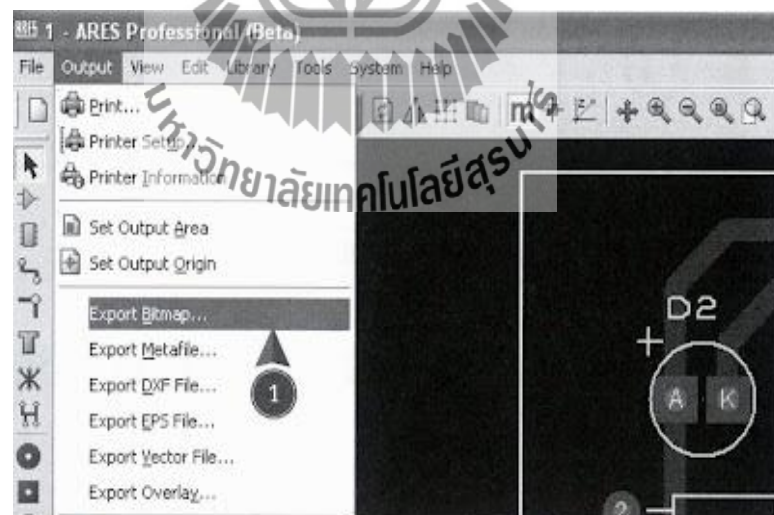 1 - ARES Professional (Beta)
File Output View Edit Library Tools System Help
Print...
Printer Setup...
Printer Information
Set Output Area
Set Output Origin
Export Bitmap...
Export Metafile...
Export DXF File...
Export EPS File...
Export Vector File...
Export Overlay...
1
D2
+
A K
2
มหาวิทยาลัยเทคโนโลยีสุรนาร